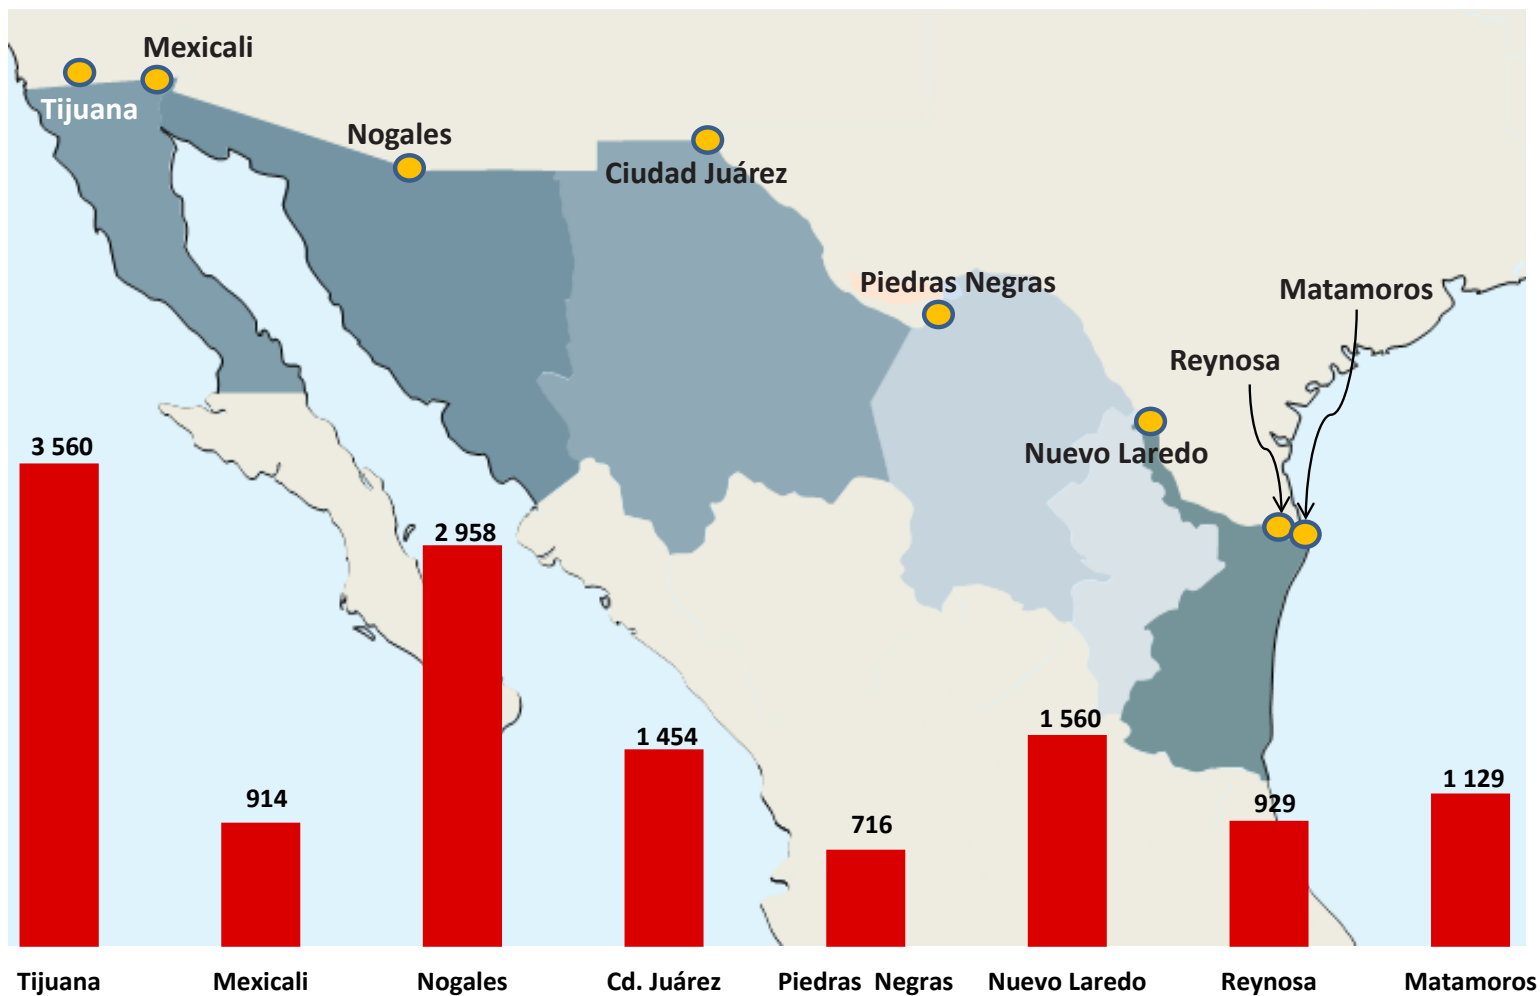 Mexicali
Tijuana
Nogales
Ciudad Juárez
Piedras Negras
Matamoros
Reynosa
Nuevo Laredo
3 560
2 958
1 560
1 454
1 129
914
929
716
Tijuana
Mexicali
Nogales
Cd. Juárez
Piedras Negras
Nuevo Laredo
Reynosa
Matamoros